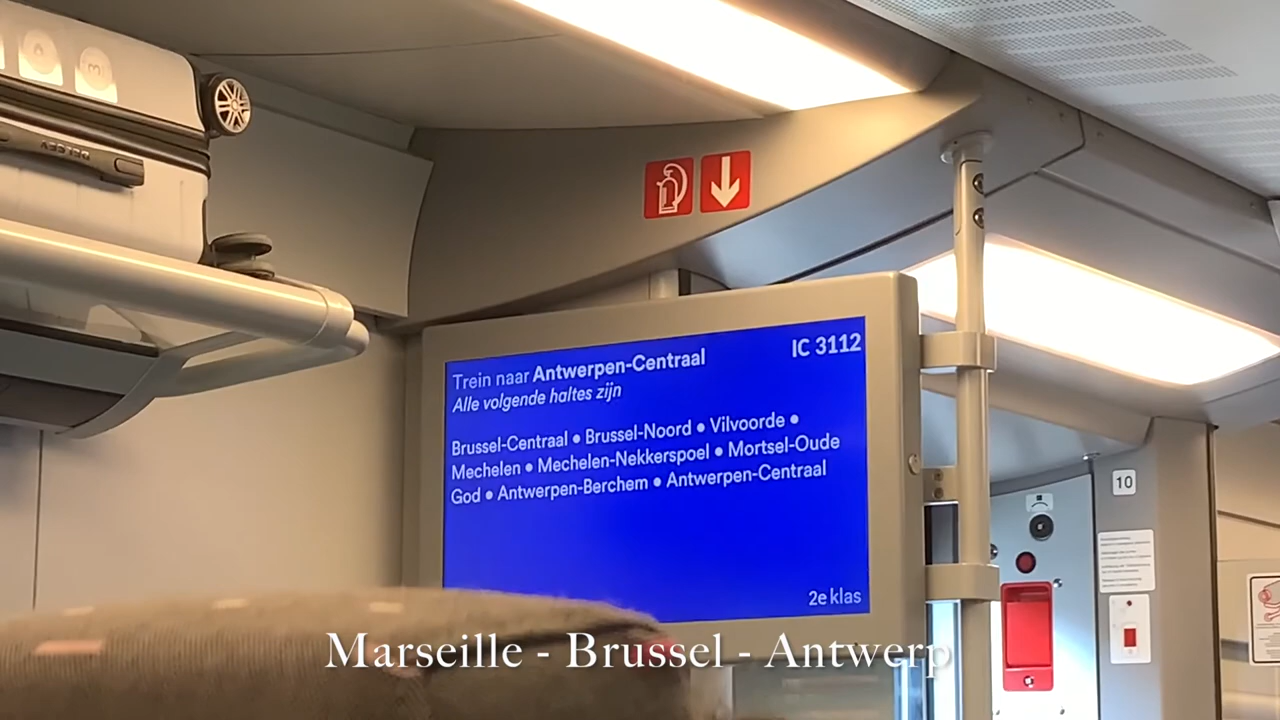 DELSEY
IC 3112
Trein naar Antwerpen-Centraal
Alle volgende haltes zijn
Brussel-Centraal • Brussel-Noord • Vilvoorde •
Mechelen • Mechelen-Nekkerspoel • Mortsel-Oude
God • Antwerpen-Berchem • Antwerpen-Centraal
2e klas
10
Marseille - Brussel - Antwerp